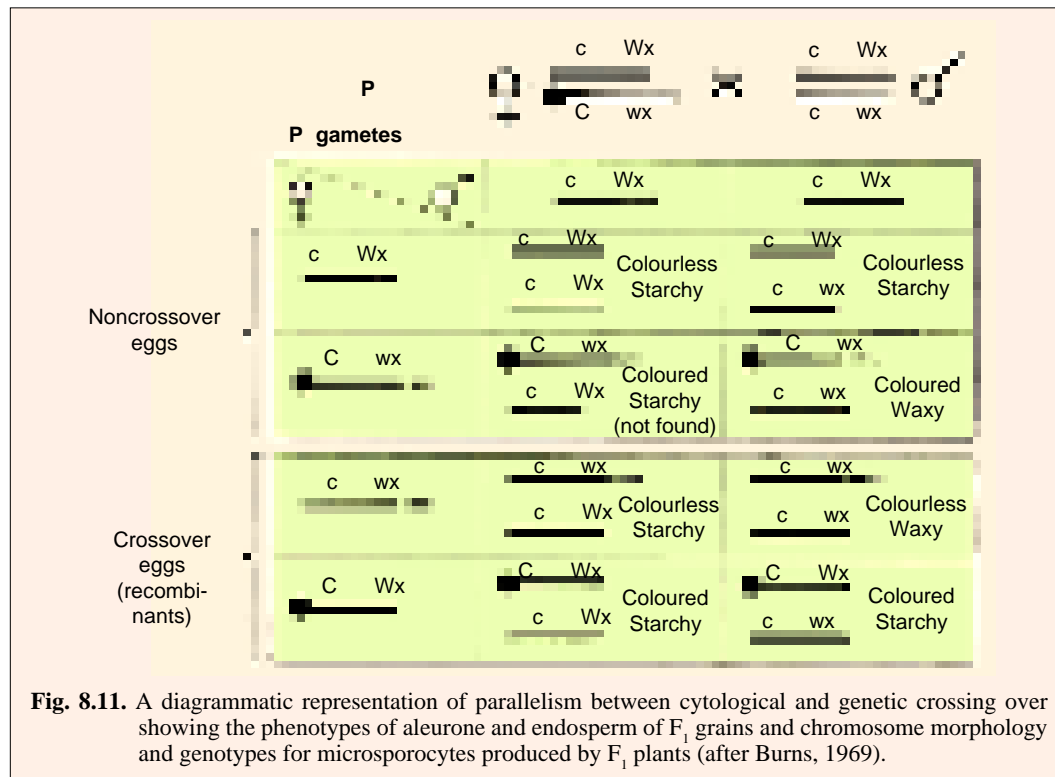 c Wx
P
C wx c wx
P gametes
c Wx c Wx
c Wx c Wx c Wx
Colourless Colourless
c Wx Starchy c wx Starchy
Noncrossover
eggs
C wx C wx C wx
Coloured
c Wx Starchy c wx Coloured
(not found) Waxy
c wx c wx c wx
Colourless Colourless
c Wx Starchy c wx Waxy
Crossover
eggs
(recombi-
nants)
C Wx C Wx C Wx
Coloured Coloured
c Wx Starchy c wx Starchy
Fig. 8.11. A diagrammatic representation of parallelism between cytological and genetic crossing over
showing the phenotypes of aleurone and endosperm of F1 grains and chromosome morphology
and genotypes for microsporocytes produced by F1 plants (after Burns, 1969).